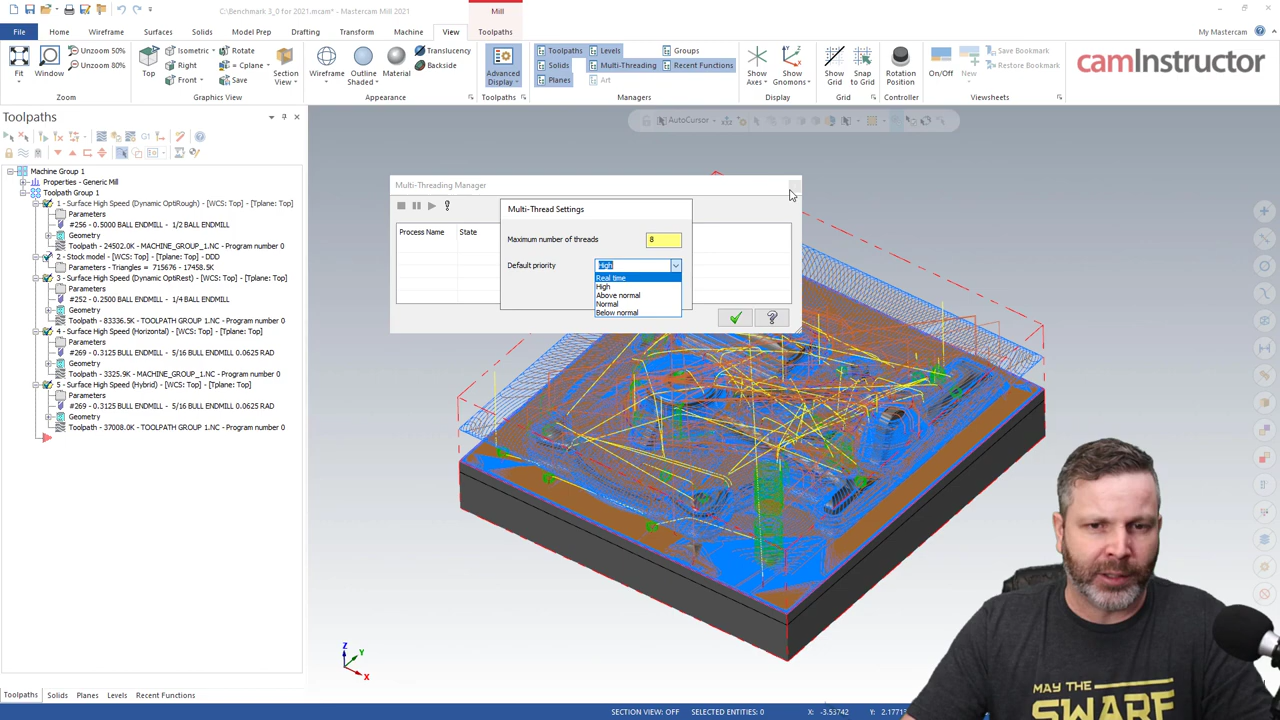 C:\Benchmark 3_0 for 2021.mcam* - Mastercam Mill 2021
Mill
File
Home
Wireframe
Surfaces
Solids
Model Prep
Drafting
Transform
Machine
View
Toolpaths
My Mastercam
Fit
Window
Unzoom 50%
Unzoom 80%
Zoom
Top
Isometric
Right
Front
Rotate
= Cplane
Save
Section View
Graphics View
Wireframe
Outline Shaded
Material
Translucency
Backside
Appearance
Advanced Display
Toolpaths
Toolpaths
Solids
Planes
Levels
Multi-Threading
Art
Groups
Recent Functions
Managers
Show Axes
Show Gnomons
Display
Show Grid
Snap to Grid
Grid
Rotation Position
Controller
On/Off
New
Save Bookmark
Restore Bookmark
Viewsheets
camInstructor
AutoCursor
Toolpaths
G1
Machine Group 1
Properties - Generic Mill
Toolpath Group 1
1 - Surface High Speed (Dynamic OptiRough) - [WCS: Top] - [Tplane: Top]
Parameters
#256 - 0.5000 BALL ENDMILL - 1/2 BALL ENDMILL
Geometry
Toolpath - 24502.0K - MACHINE_GROUP_1.NC - Program number 0
2 - Stock model - [WCS: Top] - [Tplane: Top] - DDD
Parameters - Triangles = 715676 - 17458.5K
3 - Surface High Speed (Dynamic OptiRest) - [WCS: Top] - [Tplane: Top]
Parameters
#252 - 0.2500 BALL ENDMILL - 1/4 BALL ENDMILL
Geometry
Toolpath - 83336.5K - TOOLPATH GROUP 1.NC - Program number 0
4 - Surface High Speed (Horizontal) - [WCS: Top] - [Tplane: Top]
Parameters
#269 - 0.3125 BULL ENDMILL - 5/16 BULL ENDMILL 0.0625 RAD
Geometry
Toolpath - 3325.9K - MACHINE_GROUP_1.NC - Program number 0
5 - Surface High Speed (Hybrid) - [WCS: Top] - [Tplane: Top]
Parameters
#269 - 0.3125 BULL ENDMILL - 5/16 BULL ENDMILL 0.0625 RAD
Geometry
Toolpath - 37008.0K - TOOLPATH GROUP 1.NC - Program number 0
Multi-Threading Manager
Process Name
State
Multi-Thread Settings
Maximum number of threads
8
Default priority
High
Real time
High
Above normal
Normal
Below normal
Z
Y
X
MAY THE
SWARF
Toolpaths
Solids
Planes
Levels
Recent Functions
SECTION VIEW: OFF
SELECTED ENTITIES: 0
X: -3.53742
Y: 2.17713